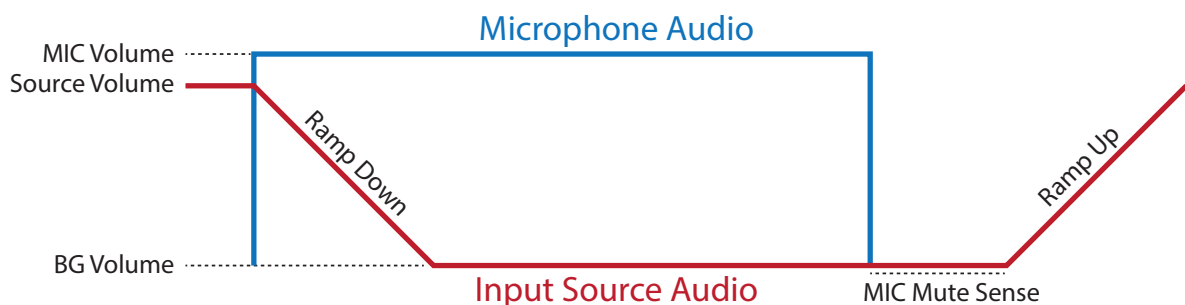 Microphone Audio
MIC Volume
Source Volume
Ramp Down
Ramp Up
BG Volume
Input Source Audio
MIC Mute Sense